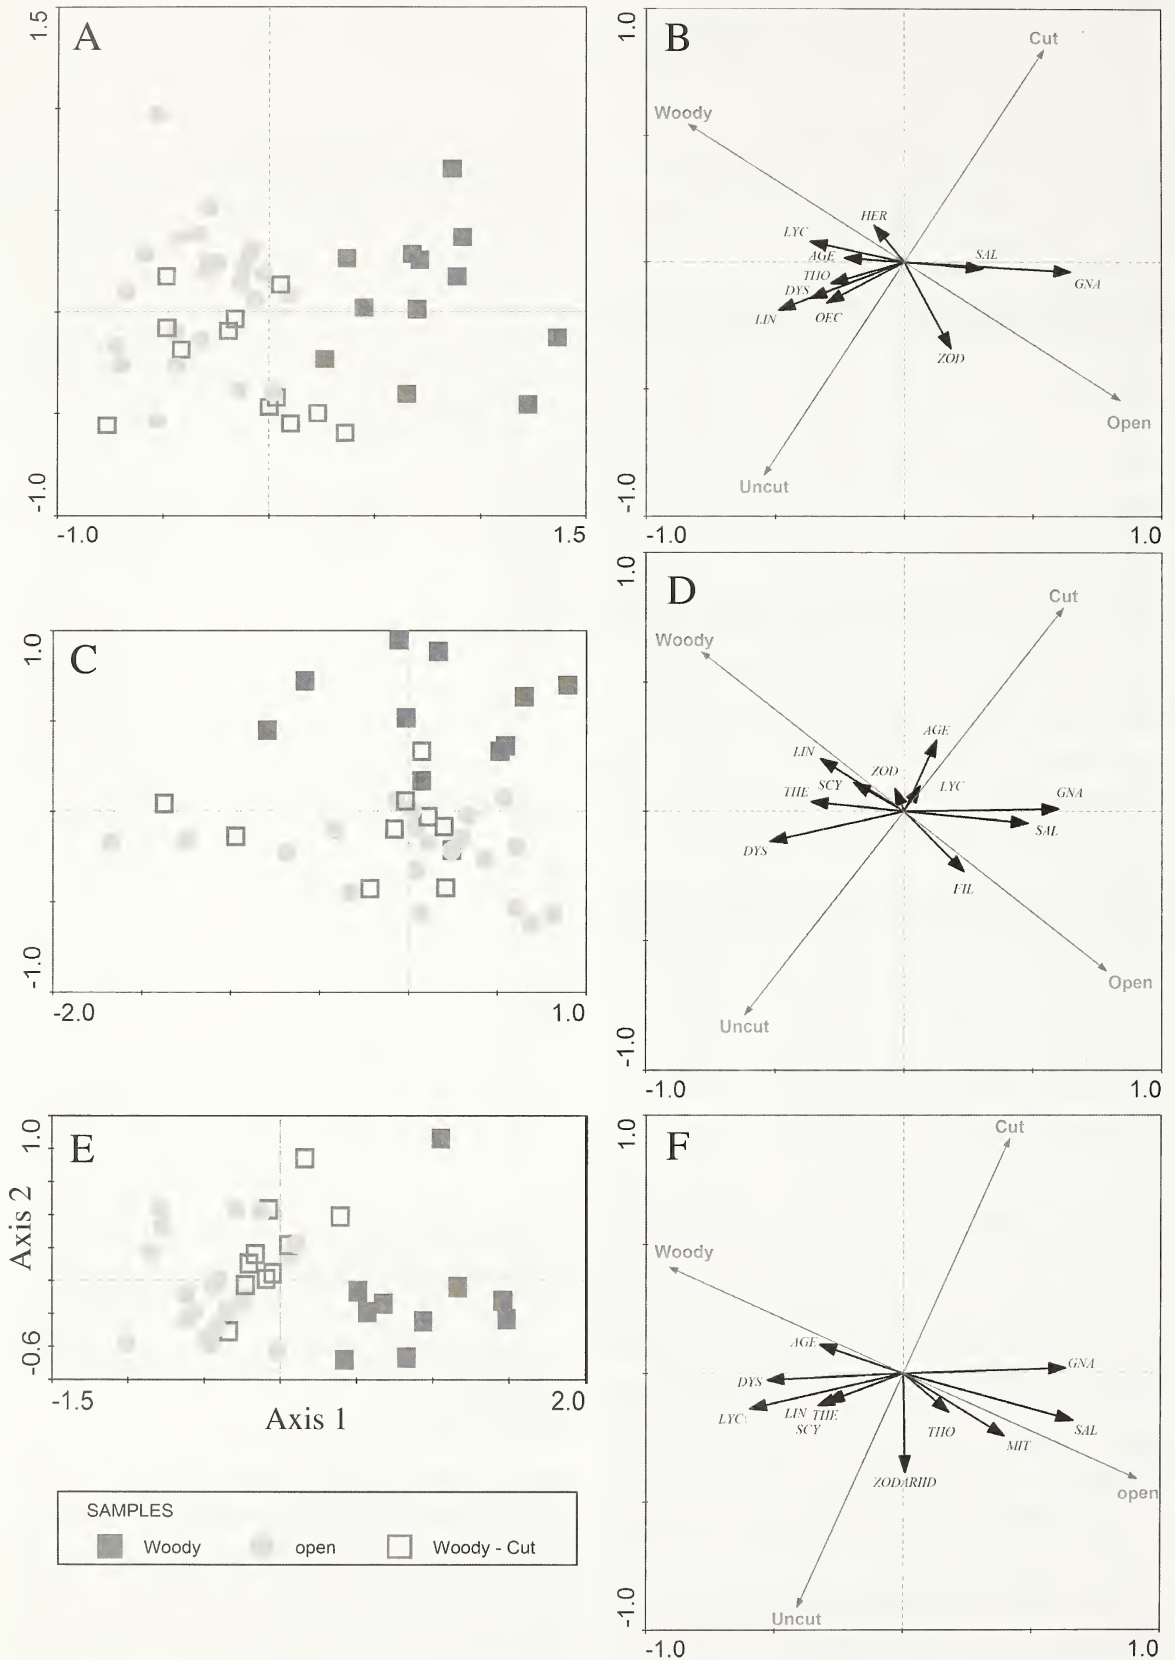 A
1.5
-1.0
-1.0
1.5
B
1.0
-1.0
-1.0
1.0
Cut
Woody
HER
LYC
AGE
SAL
THO
GNA
DYS
LIN
OEC
ZOD
Open
Uncut
C
1.0
-1.0
-2.0
1.0
D
1.0
-1.0
-1.0
1.0
Cut
Woody
AGE
LIN
ZOD
SCY
LYC
THE
GNA
SAL
DYS
FIL
Open
Uncut
E
1.0
-0.6
Axis 2
-1.5
2.0
Axis 1
F
1.0
-1.0
-1.0
1.0
Cut
Woody
AGE
GNA
DYS
LYC
LIN THE
SCY
THO
SAL
MIT
ZODARIID
open
Uncut
SAMPLES
Woody
open
Woody - Cut